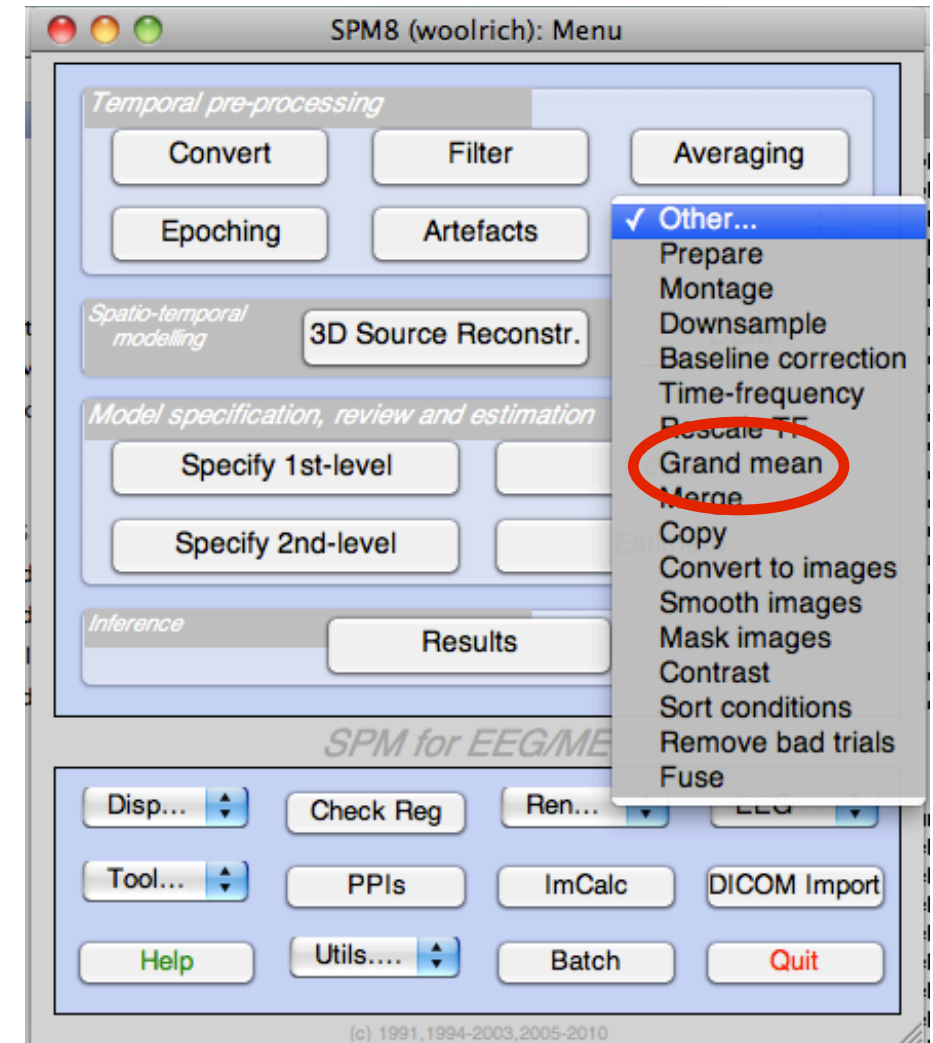 SPM8 (woolrich): Menu
Temporal pre-processing
Convert
Filter
Averaging
Epoching
Artefacts
✓ Other...
Prepare
Montage
Downsample
Baseline correction
Time-frequency
Rescale TF
Grand mean
Merge
Copy
Convert to images
Smooth images
Mask images
Contrast
Sort conditions
Remove bad trials
Fuse
Spatio-temporal
modelling
3D Source Reconstr.
Model specification, review and estimation
Specify 1st-level
Specify 2nd-level
Inference
Results
SPM for EEG/ME
Disp...
Check Reg
Ren...
EEG
Tool...
PPIs
ImCalc
DICOM Import
Help
Utils....
Batch
Quit
(c) 1991,1994-2003,2005-2010